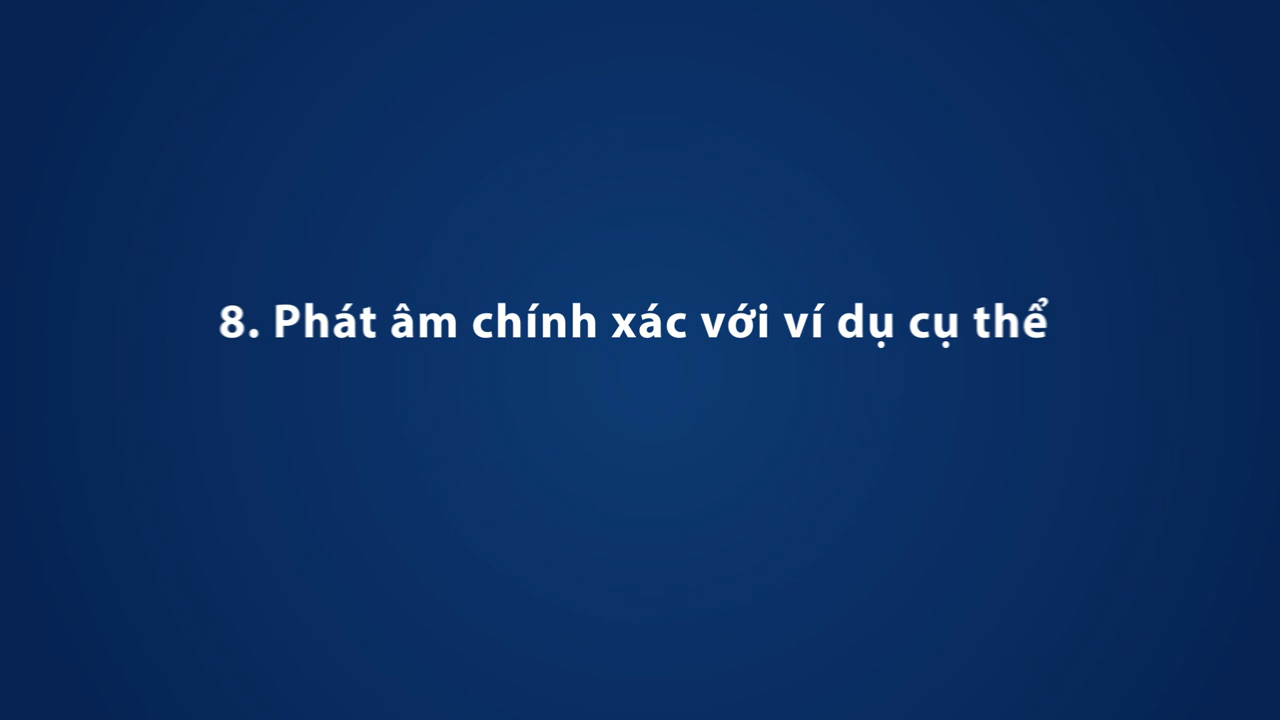 8. Phát âm chính xác với ví dụ cụ thể